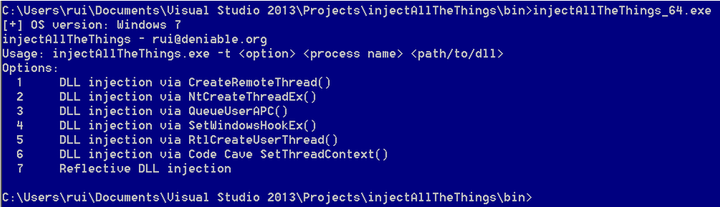 C:\Users\rui\Documents\Visual Studio 2013\Projects\injectAllTheThings\bin>injectAllTheThings_64.exe
[+] OS version: Windows 7
injectAllTheThings - rui@deniable.org
Usage: injectAllTheThings.exe -t <option> <process name> <path/to/dll>
Options:
1 DLL injection via CreateRemoteThread()
2 DLL injection via NtCreateThreadEx()
3 DLL injection via QueueUserAPC()
4 DLL injection via SetWindowsHookEx()
5 DLL injection via RtlCreateUserThread()
6 DLL injection via Code Cave SetThreadContext()
7 Reflective DLL injection
C:\Users\rui\Documents\Visual Studio 2013\Projects\injectAllTheThings\bin>